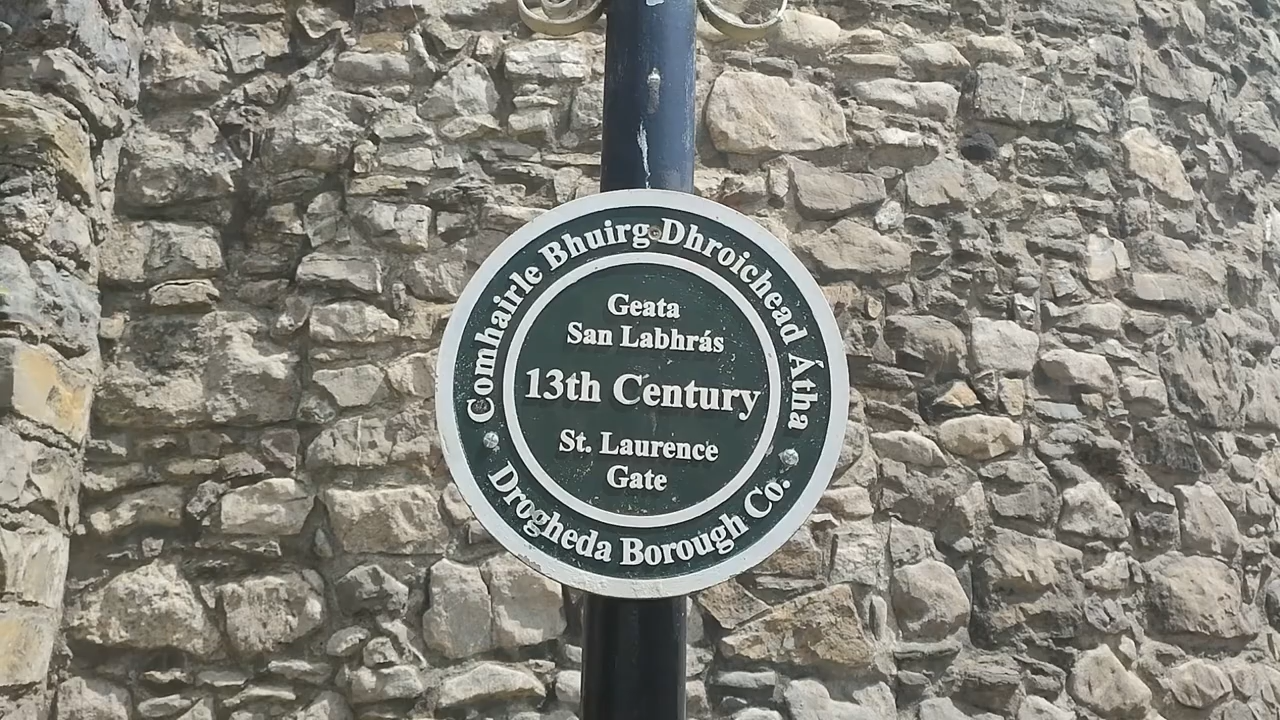 Comhairle Bhuirg Dhroichead Átha
Geata
San Labhrás
13th Century
St. Laurence
Gate
Drogheda Borough Co.